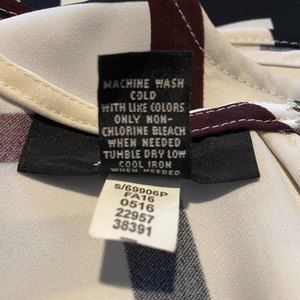 MACHINE WASH
COLD
WITH LIKE COLORS
ONLY NON-
CHLORINE BLEACH
WHEN NEEDED
TUMBLE DRY LOW
COOL IRON
WHEN NEEDED
S/69906P
FA16
0516
22957
38391